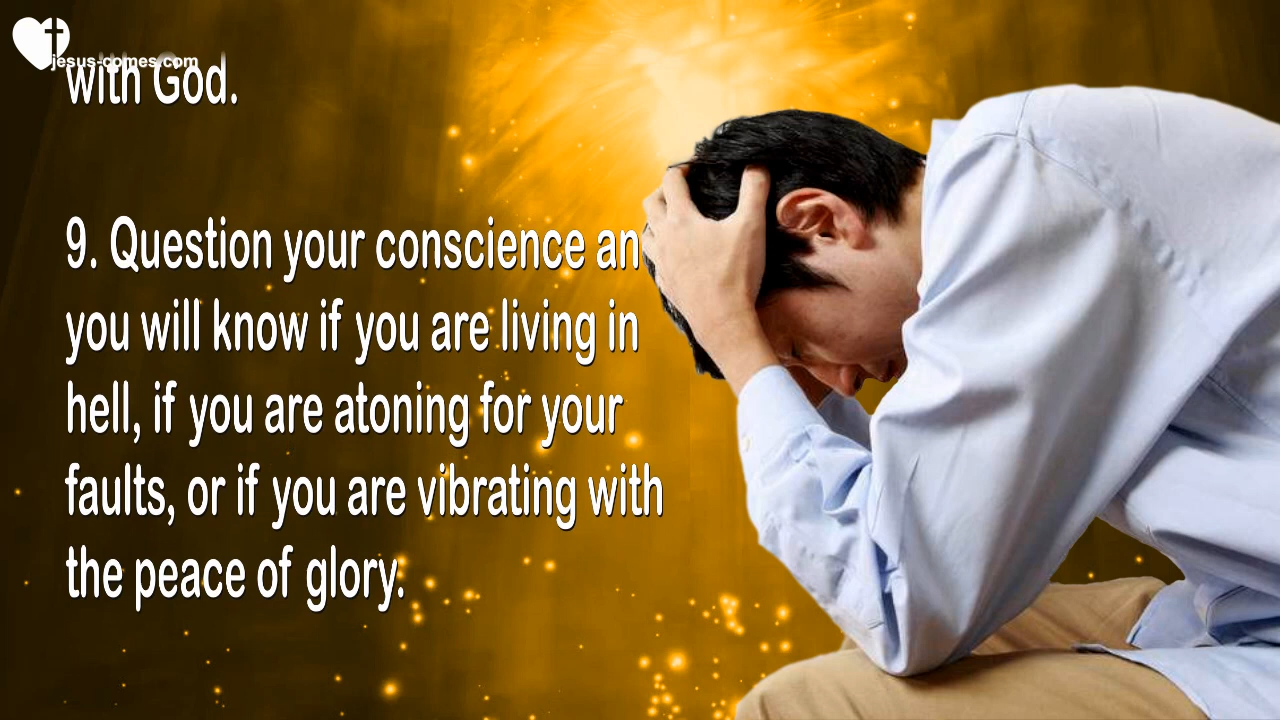 jesus-comes.com
with God.
9. Question your conscience an
you will know if you are living in
hell, if you are atoning for your
faults, or if you are vibrating with
the peace of glory.